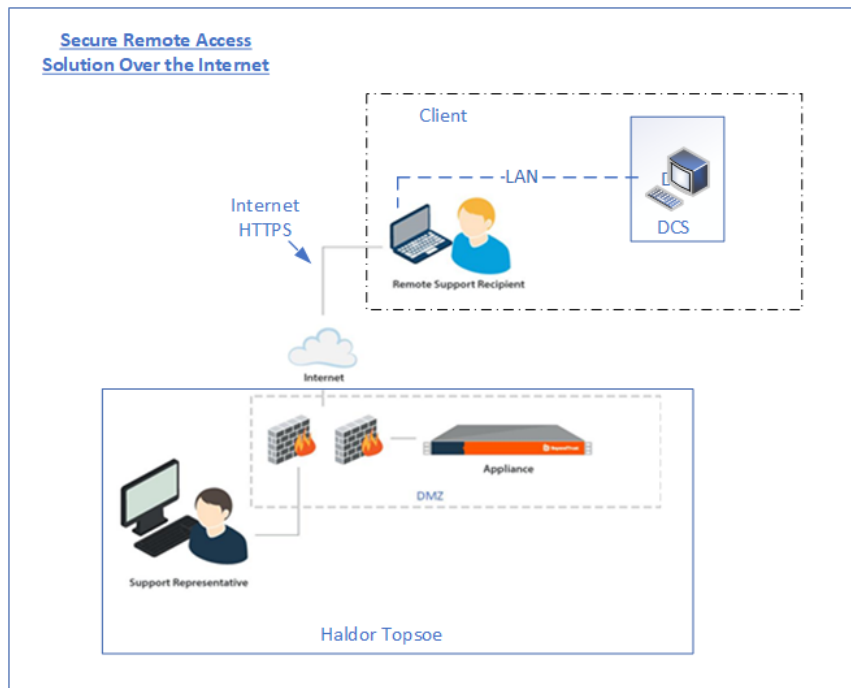 Secure Remote Access
Solution Over the Internet
Client
LAN
DCS
Internet
HTTPS
Remote Support Recipient
Internet
BeyondTrust
Appliance
DMZ
Support Representative
Haldor Topsoe